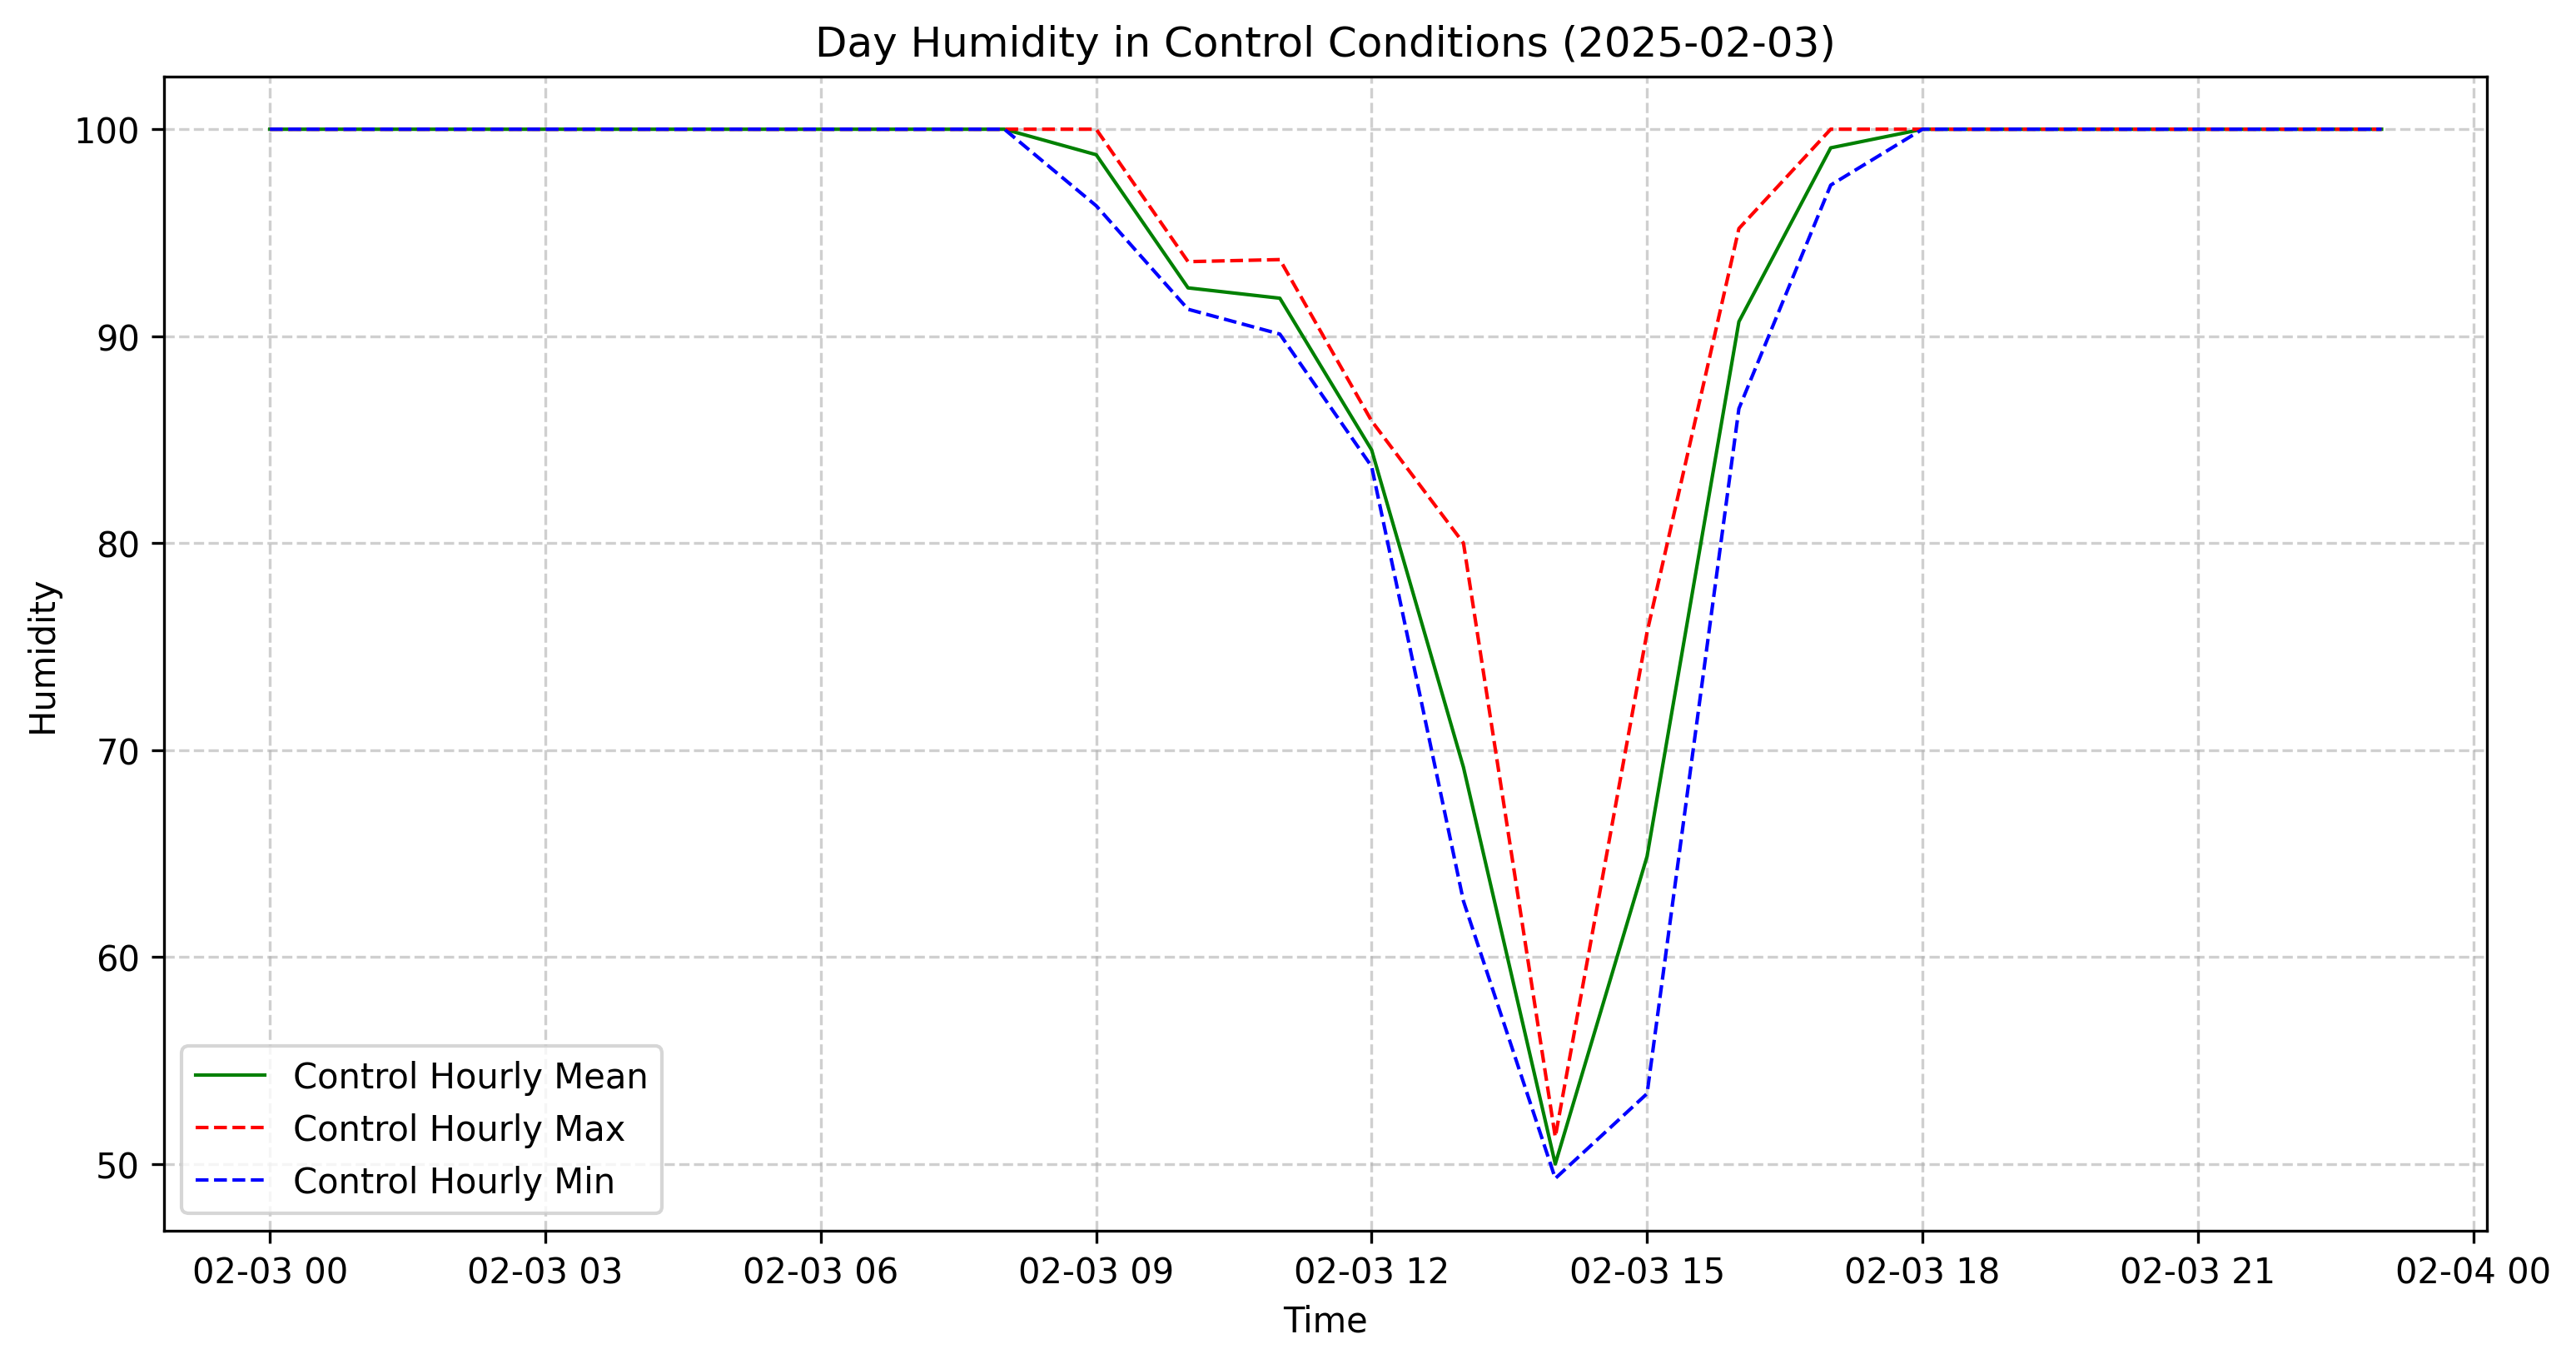 Day Humidity in Control Conditions (2025-02-03)
Humidity
100
90
80
70
60
50
Control Hourly Mean
Control Hourly Max
Control Hourly Min
02-03 00 02-03 03 02-03 06 02-03 09 02-03 12 02-03 15 02-03 18 02-03 21 02-04 00
Time